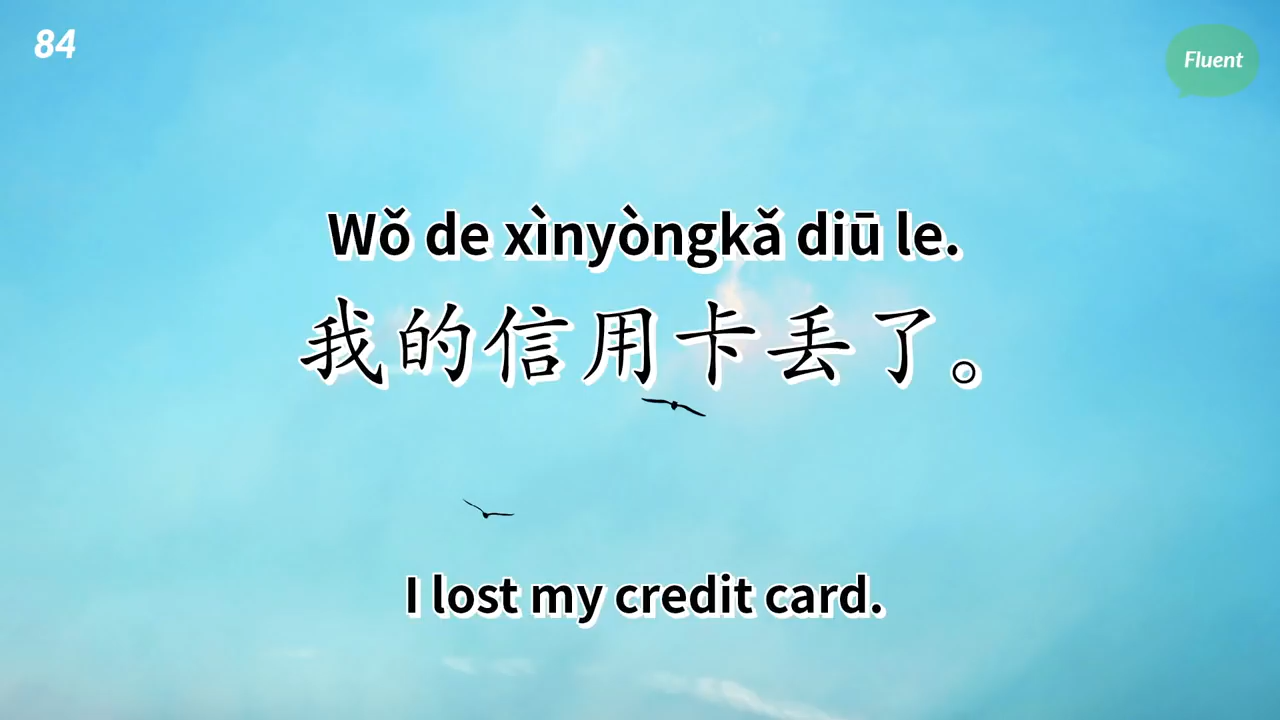 84
Fluent
Wǒ de xìnyòngkǎ diū le.
我的信用卡丢了。
I lost my credit card.